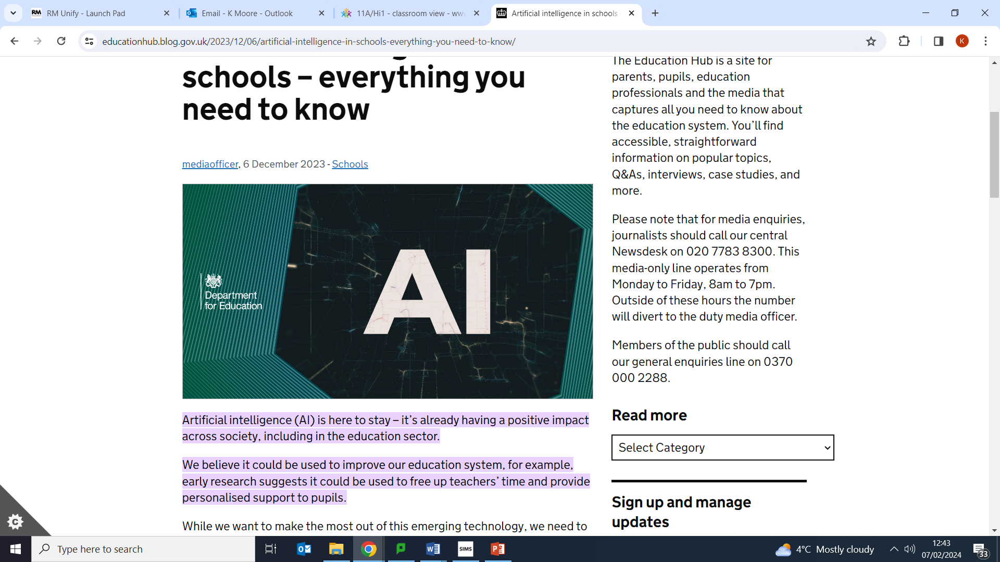 RM Unify - Launch Pad
Email - K Moore - Outlook
11A/Hi1 - classroom view - ww
Artificial intelligence in schools
educationhub.blog.gov.uk/2023/12/06/artificial-intelligence-in-schools-everything-you-need-to-know/
K
schools – everything you
need to know
mediaofficer, 6 December 2023 - Schools
Department
for Education
AI
Artificial intelligence (AI) is here to stay – it’s already having a positive impact
across society, including in the education sector.
We believe it could be used to improve our education system, for example,
early research suggests it could be used to free up teachers’ time and provide
personalised support to pupils.
While we want to make the most out of this emerging technology, we need to
The Education Hub is a site for
parents, pupils, education
professionals and the media that
captures all you need to know about
the education system. You’ll find
accessible, straightforward
information on popular topics,
Q&As, interviews, case studies, and
more.
Please note that for media enquiries,
journalists should call our central
Newsdesk on 020 7783 8300. This
media-only line operates from
Monday to Friday, 8am to 7pm.
Outside of these hours the number
will divert to the duty media officer.
Members of the public should call
our general enquiries line on 0370
000 2288.
Read more
Select Category
Sign up and manage
updates
Type here to search
SIMS
4°C Mostly cloudy
12:43
07/02/2024
33